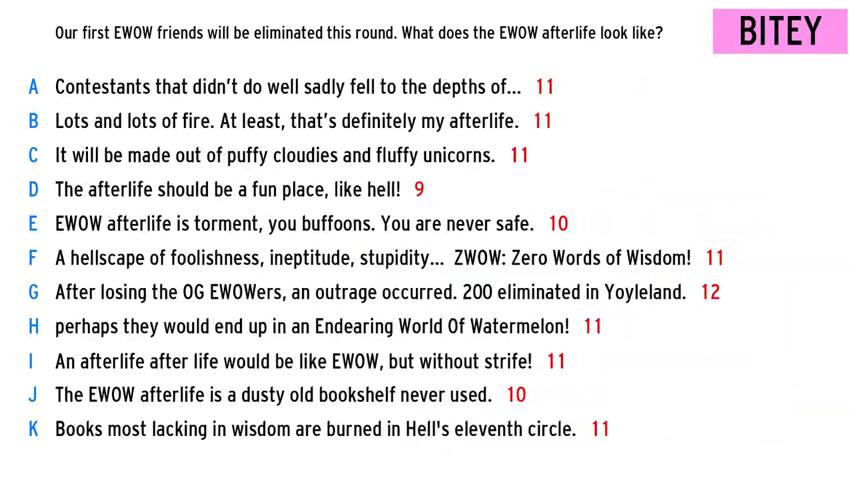 Our first EWOW friends will be eliminated this round. What does the EWOW afterlife look like?
BITEY
A Contestants that didn't do well sadly fell to the depths of... 11
B Lots and lots of fire. At least, that's definitely my afterlife. 11
C It will be made out of puffy cloudies and fluffy unicorns. 11
D The afterlife should be a fun place, like hell! 9
E EWOW afterlife is torment, you buffoons. You are never safe. 10
F A hellscape of foolishness, ineptitude, stupidity... ZWOW: Zero Words of Wisdom! 11
G After losing the OG EWOWers, an outrage occurred. 200 eliminated in Yoyleland. 12
H perhaps they would end up in an Endearing World Of Watermelon! 11
I An afterlife after life would be like EWOW, but without strife! 11
J The EWOW afterlife is a dusty old bookshelf never used. 10
K Books most lacking in wisdom are burned in Hell's eleventh circle. 11